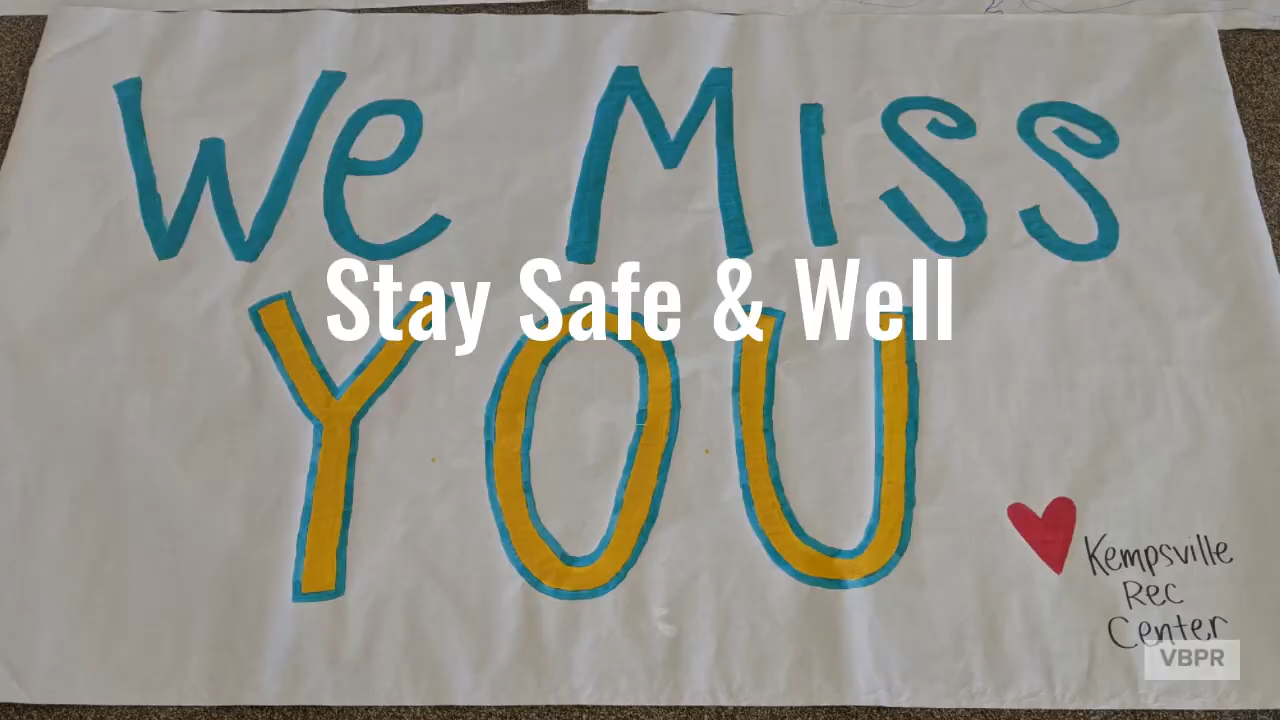 We Miss
Stay Safe & Well
YOU
Kempsville
Rec
Center
VBPR